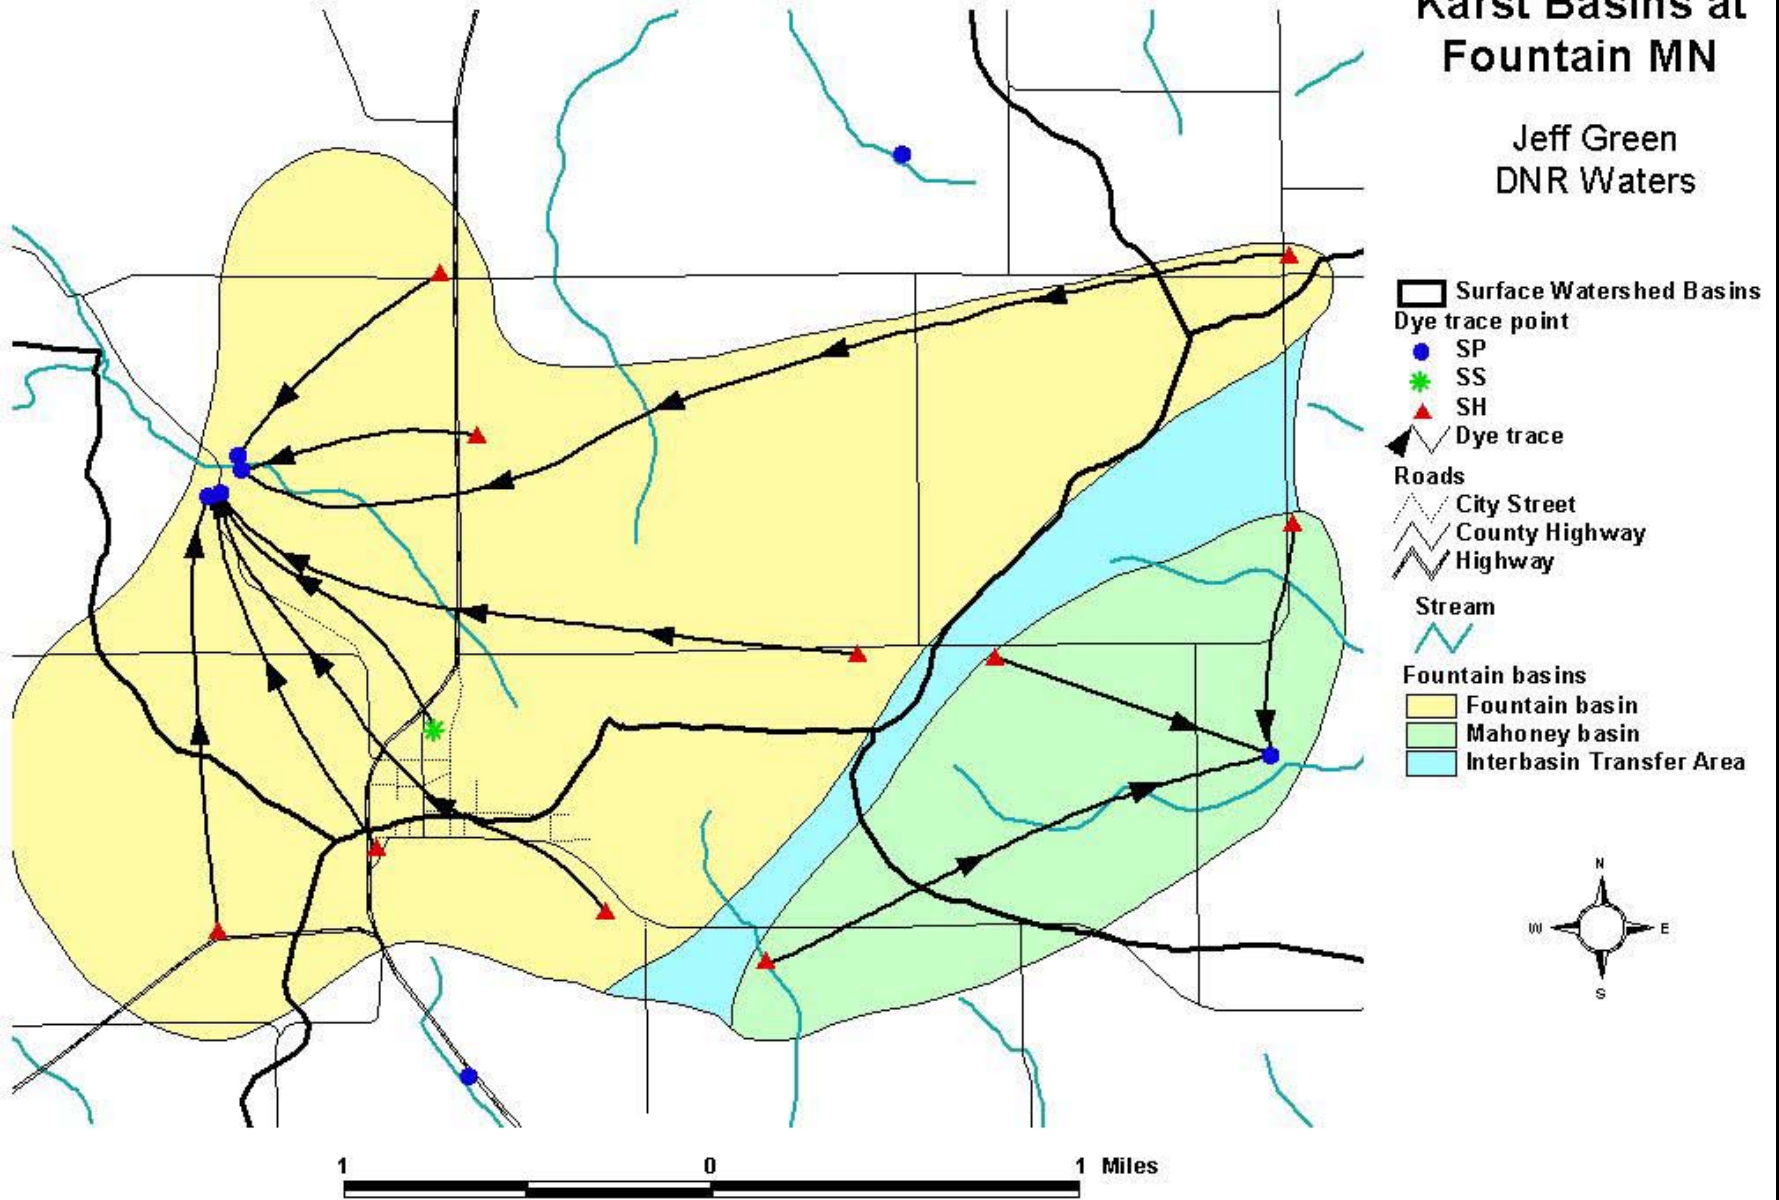 Karst Basins at
Fountain MN
Jeff Green
DNR Waters
Surface Watershed Basins
Dye trace point
SP
SS
SH
Dye trace
Roads
City Street
County Highway
Highway
Stream
Fountain basins
Fountain basin
Mahoney basin
Interbasin Transfer Area
N
W E
S
1 0 1 Miles